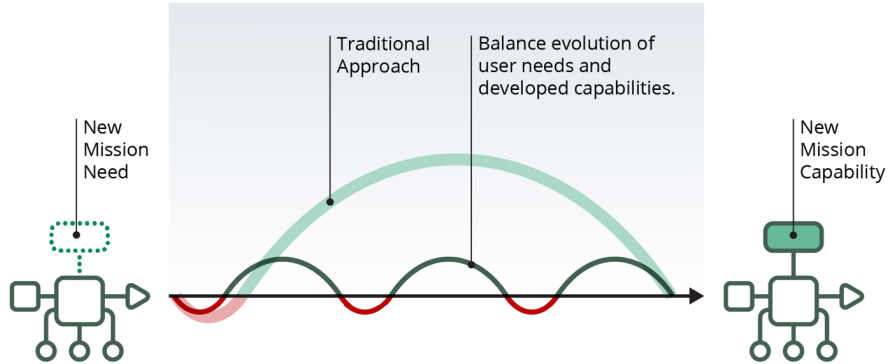 Traditional
Approach
Balance evolution of
user needs and
developed capabilities.
New
Mission
Need
New
Mission
Capability